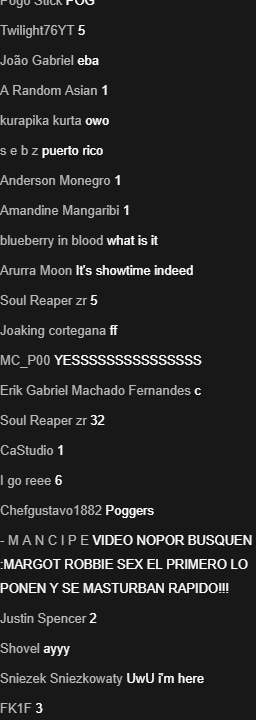 Pogo Stick POG
Twilight76YT 5
João Gabriel eba
A Random Asian 1
kurapika kurta owo
s e b z puerto rico
Anderson Monegro 1
Amandine Mangaribi 1
blueberry in blood what is it
Arurra Moon It's showtime indeed
Soul Reaper zr 5
Joaking cortegana ff
MC_P00 YESSSSSSSSSSSSSSS
Erik Gabriel Machado Fernandes c
Soul Reaper zr 32
CaStudio 1
I go reee 6
Chefgustavo1882 Poggers
- M A N C I P E VIDEO NOPOR BUSQUEN
:MARGOT ROBBIE SEX EL PRIMERO LO
PONEN Y SE MASTURBAN RAPIDO!!!
Justin Spencer 2
Shovel ayyy
Sniezek Sniezkowaty UwU i'm here
FK1F 3